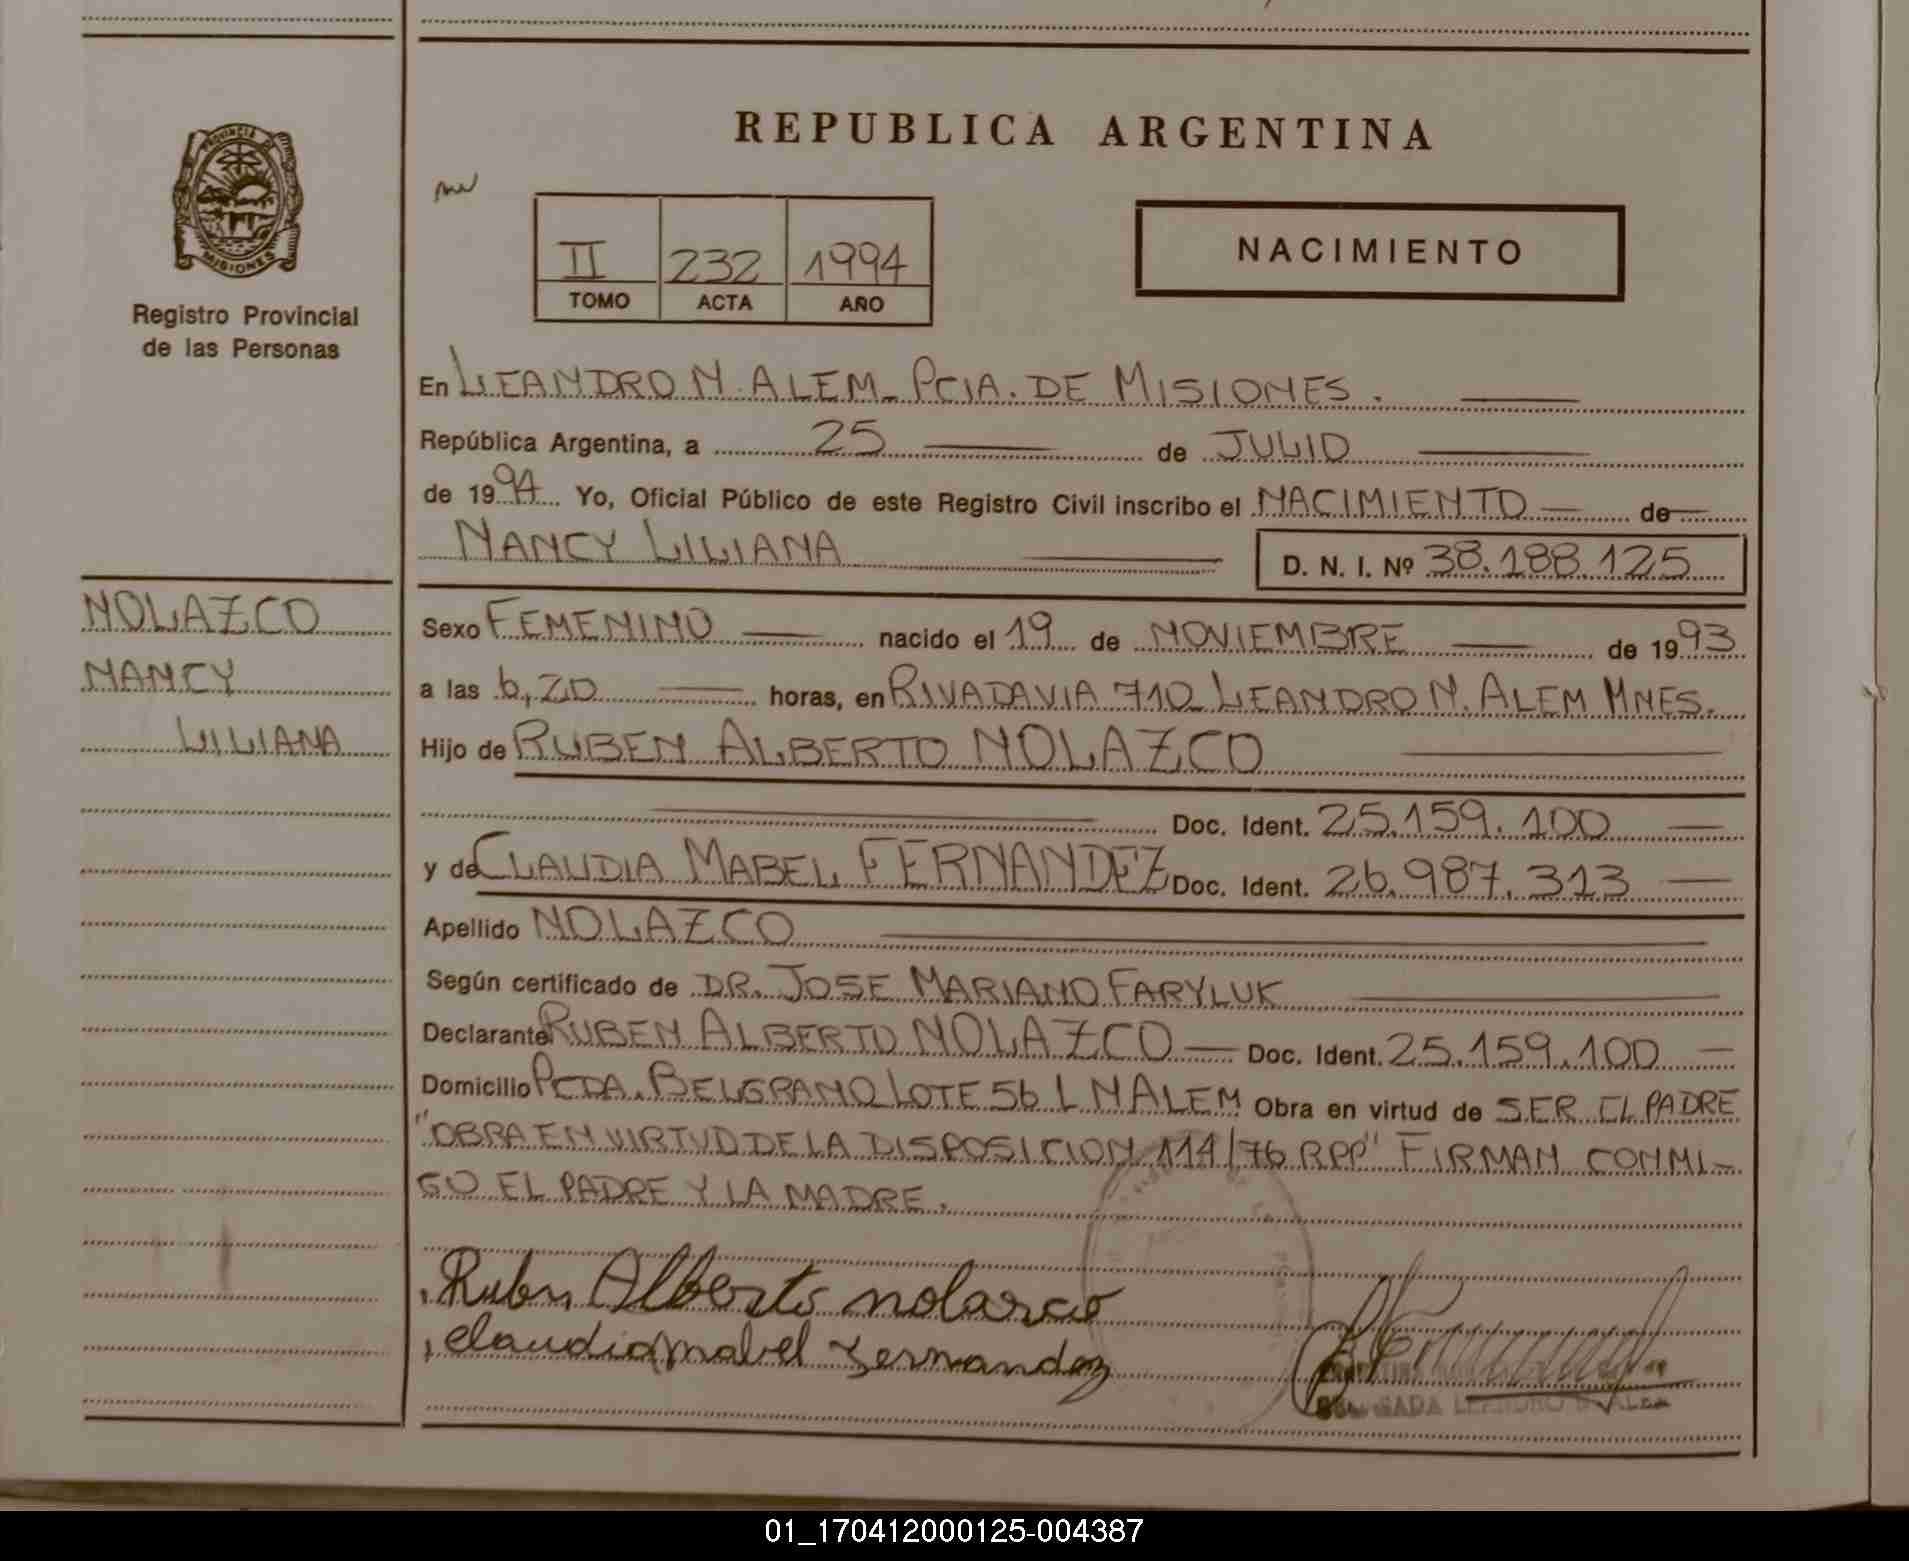 REPUBLICA ARGENTINA
PROVINCIA DE
MISIONES
Registro Provincial
de las Personas
II 232 1994
TOMO ACTA AÑO
NACIMIENTO
En LEANDRO N. ALEM_ PCIA. DE MISIONES.
República Argentina, a 25 de JULIO
de 1994 Yo, Oficial Público de este Registro Civil inscribo el NACIMIENTO de
NANCY LILIANA
D. N. I. Nº 38.188.125
NOLAZCO
NANCY
LILIANA
Sexo FEMENINO nacido el 19 de NOVIEMBRE de 1993
a las 6,20 horas, en RIVADAVIA 710_ LEANDRO N. ALEM MNES.
Hijo de RUBEN ALBERTO NOLAZCO
Doc. Ident. 25.159.100
y de CLAUDIA MABEL FERNANDEZ Doc. Ident. 26.987.313
Apellido NOLAZCO
Según certificado de DR. JOSE MARIANO FARYLUK
Declarante RUBEN ALBERTO NOLAZCO Doc. Ident. 25.159.100
Domicilio PCDA. BELGRANO LOTE 56 L N ALEM Obra en virtud de SER EL PADRE
"OBRA EN VIRTUD DE LA DISPOSICION 114/76 RPP" FIRMAN CONMI-
GO EL PADRE Y LA MADRE.
Ruben Alberto nolasco
claudia mabel Fernandez
LEANDRO N. ALEM
01_170412000125-004387